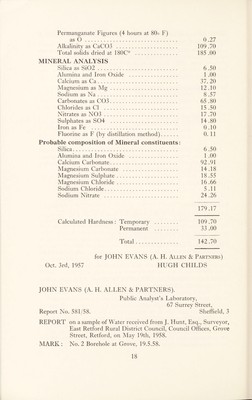 Permanganate Figures (4 hours at 80° F)
as O ........................ 0.27
Alkalinity as CaCO3 .................. 109.70
Total solids dried at 180C° .................. 185.00
MINERAL ANALYSIS
Silica as SiO2 .................. 6.50
Alumina and Iron Oxide .................. 1.00
Calcium as Ca .................. 37.20
Magnesium as Mg .................. 12.10
Sodium as Na .................. 8.57
Carbonates as CO3 .................. 65.80
Chlorides as Cl .................. 15.50
Nitrates as NO3 .................. 17.70
Sulphates as SO4 .................. 14.80
Iron as Fe .................. 0.10
Fluorine as F (by distillation method)...... 0.11
Probable composition of Mineral constituents:
Silica .................. 6.50
Alumina and Iron Oxide .................. 1.00
Calcium Carbonate .................. 92.91
Magnesium Carbonate .................. 14.18
Magnesium Sulphate .................. 18.55
Magnesium Chloride .................. 16.66
Sodium Chloride .................. 5.11
Sodium Nitrate .................. 24.26
179.17
Calculated Hardness: Temporary ........ 109.70
Permanent ........ 33.00
Total ............ 142.70
for JOHN EVANS (A. H. ALLEN & PARTNERS)
Oct. 3rd, 1957 HUGH CHILDS
JOHN EVANS (A. H. ALLEN & PARTNERS).
Public Analyst's Laboratory,
67 Surrey Street,
Report No. 581/58. Sheffield, 3
REPORT on a sample of Water received from J. Hunt, Esq., Surveyor,
East Retford Rural District Council, Council Offices, Grove
Street, Retford, on May 19th, 1958.
MARK: No. 2 Borehole at Grove, 19.5.58.
18